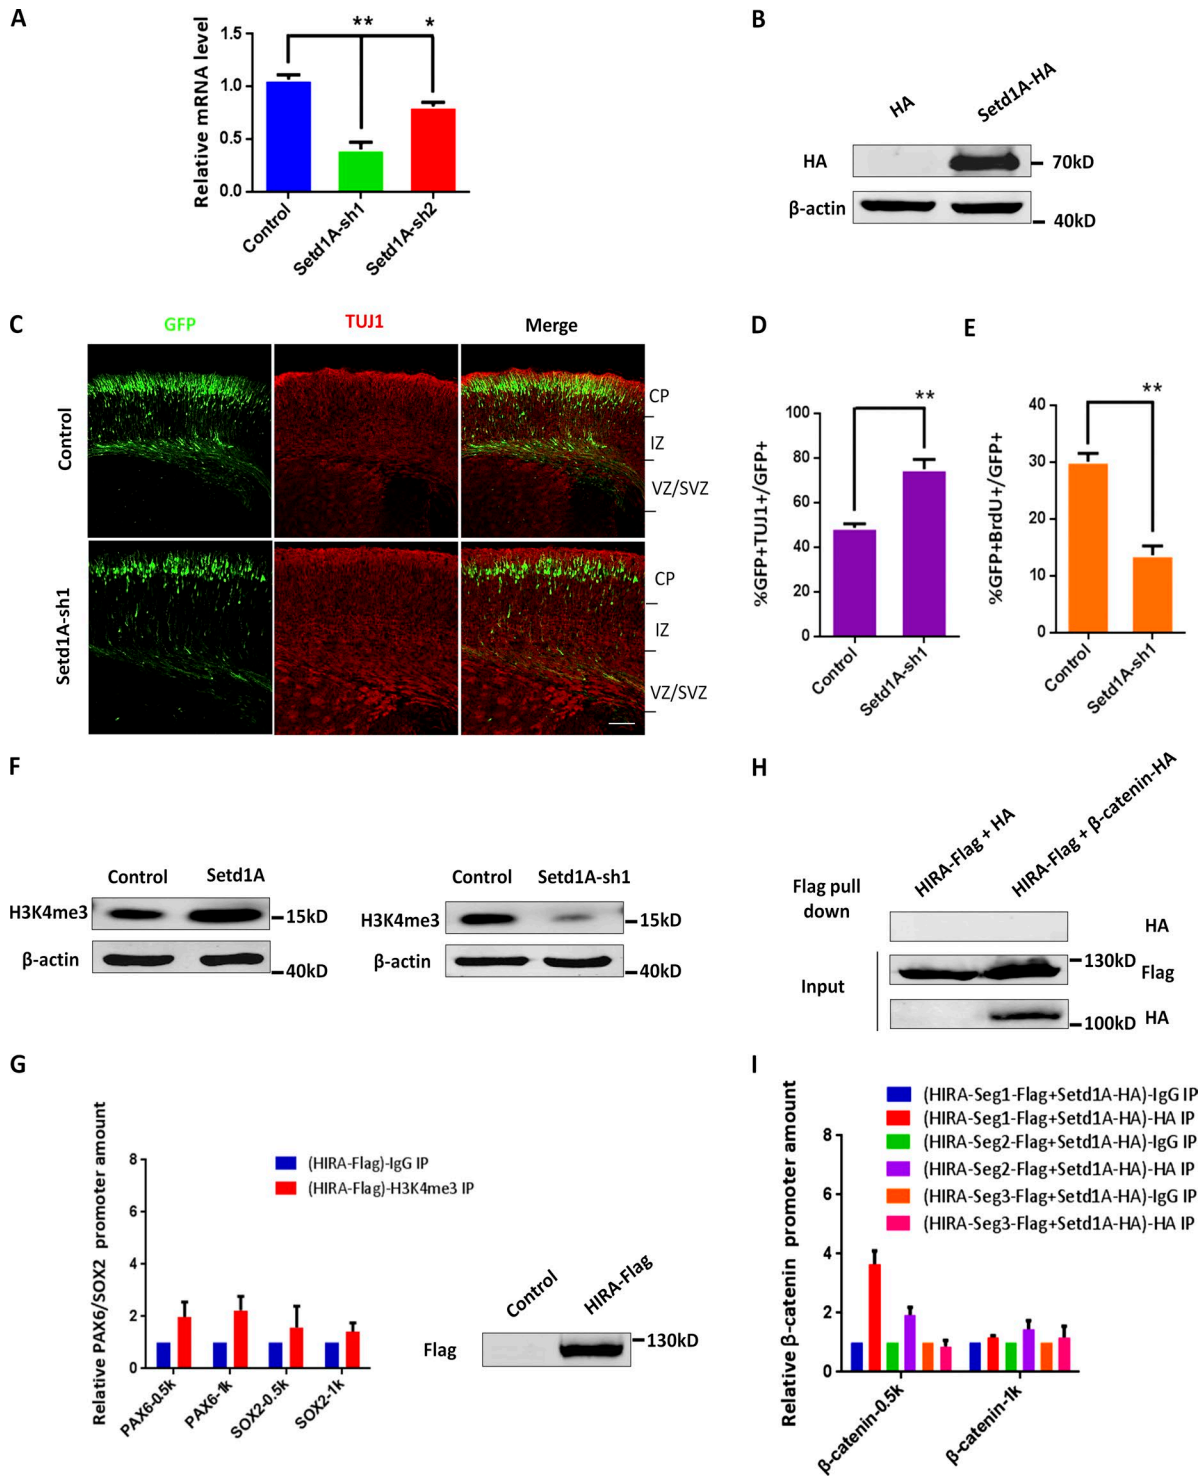 A
Relative mRNA level
1.5
1.0
0.5
0.0
**
*
Control
Setd1A-sh1
Setd1A-sh2
B
HA
Setd1A-HA
HA
70kD
β-actin
40kD
C
GFP
TUJ1
Merge
Control
CP
IZ
VZ/SVZ
Setd1A-sh1
CP
IZ
VZ/SVZ
D
%GFP+TUJ1+/GFP+
100
80
60
40
20
0
**
Control
Setd1A-sh1
E
%GFP+BrdU+/GFP+
40
30
20
10
0
**
Control
Setd1A-sh1
F
Control
Setd1A
H3K4me3
15kD
β-actin
40kD
Control
Setd1A-sh1
H3K4me3
15kD
β-actin
40kD
H
HIRA-Flag + HA
HIRA-Flag + β-catenin-HA
Flag pull
down
HA
Input
130kD
Flag
100kD
HA
G
Relative PAX6/SOX2 promoter amount
8
6
4
2
0
(HIRA-Flag)-IgG IP
(HIRA-Flag)-H3K4me3 IP
PAX6-0.5k
PAX6-1k
SOX2-0.5k
SOX2-1k
Control
HIRA-Flag
Flag
130kD
I
Relative β-catenin promoter amount
8
6
4
2
0
(HIRA-Seg1-Flag+Setd1A-HA)-IgG IP
(HIRA-Seg1-Flag+Setd1A-HA)-HA IP
(HIRA-Seg2-Flag+Setd1A-HA)-IgG IP
(HIRA-Seg2-Flag+Setd1A-HA)-HA IP
(HIRA-Seg3-Flag+Setd1A-HA)-IgG IP
(HIRA-Seg3-Flag+Setd1A-HA)-HA IP
β-catenin-0.5k
β-catenin-1k